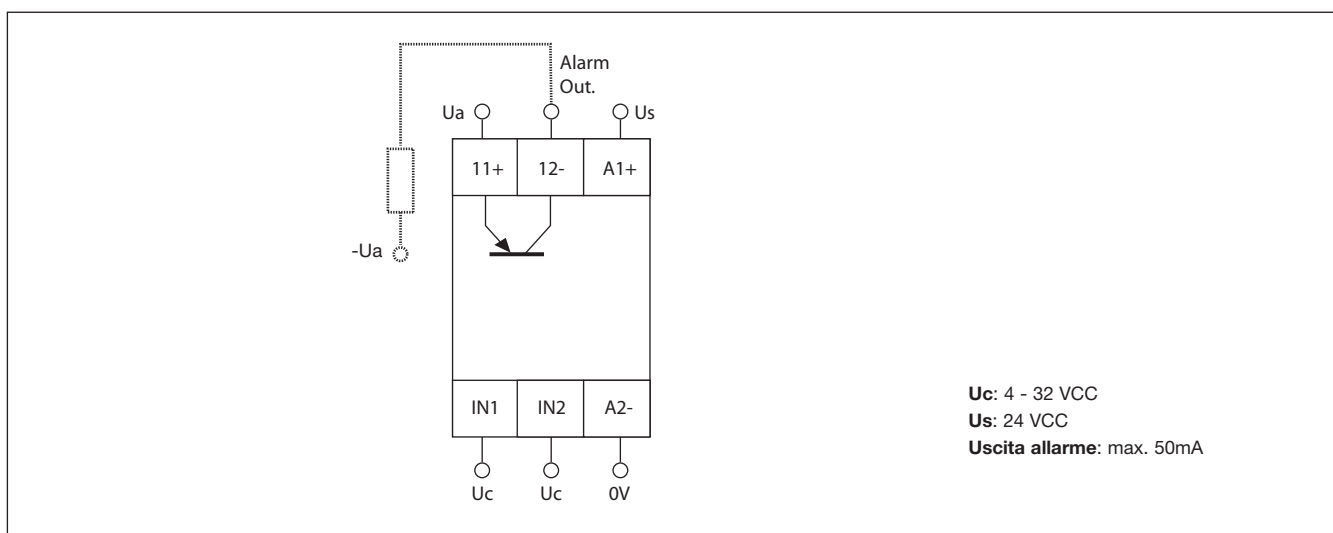 Alarm
Out.
Ua
Us
11+
12-
A1+
-Ua
IN1
IN2
A2-
Uc
Uc
0V
Uc: 4 - 32 VCC
Us: 24 VCC
Uscita allarme: max. 50mA